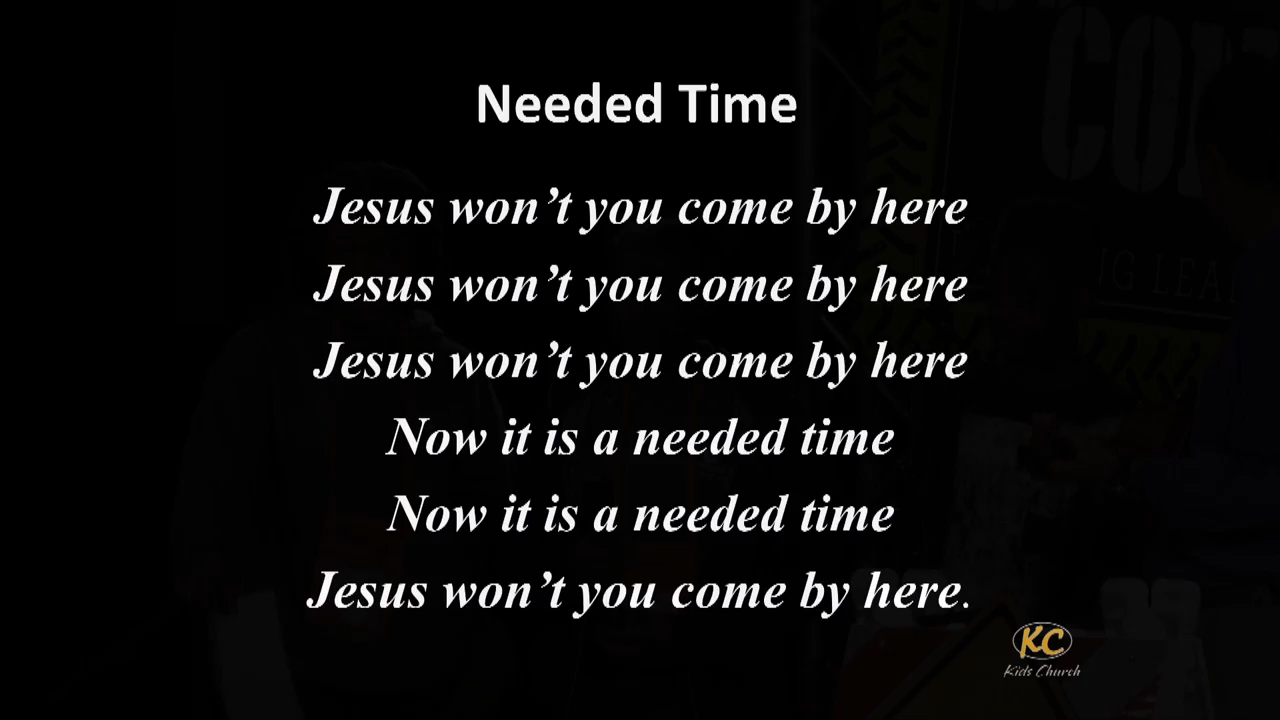 Needed Time
Jesus won’t you come by here
Jesus won’t you come by here
Jesus won’t you come by here
Now it is a needed time
Now it is a needed time
Jesus won’t you come by here.
KC
Kids Church
IG LEA